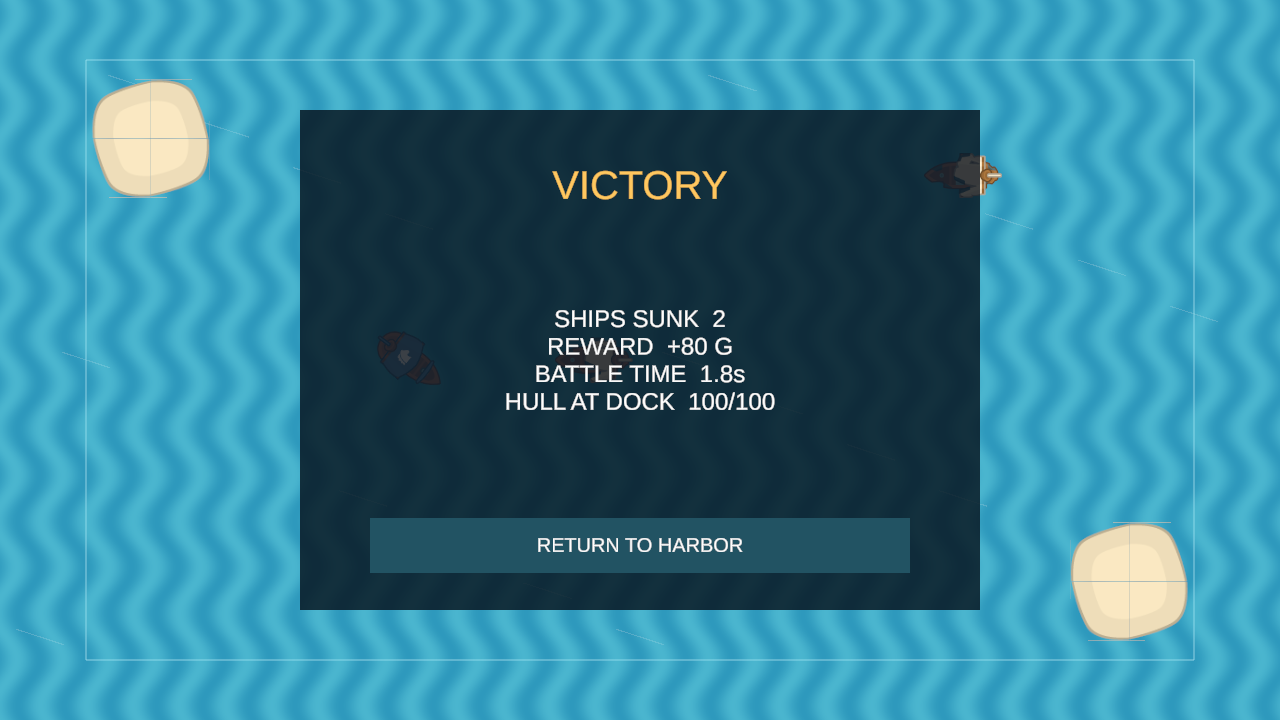 VICTORY
SHIPS SUNK  2
REWARD  +80 G
BATTLE TIME  1.8s
HULL AT DOCK  100/100
RETURN TO HARBOR